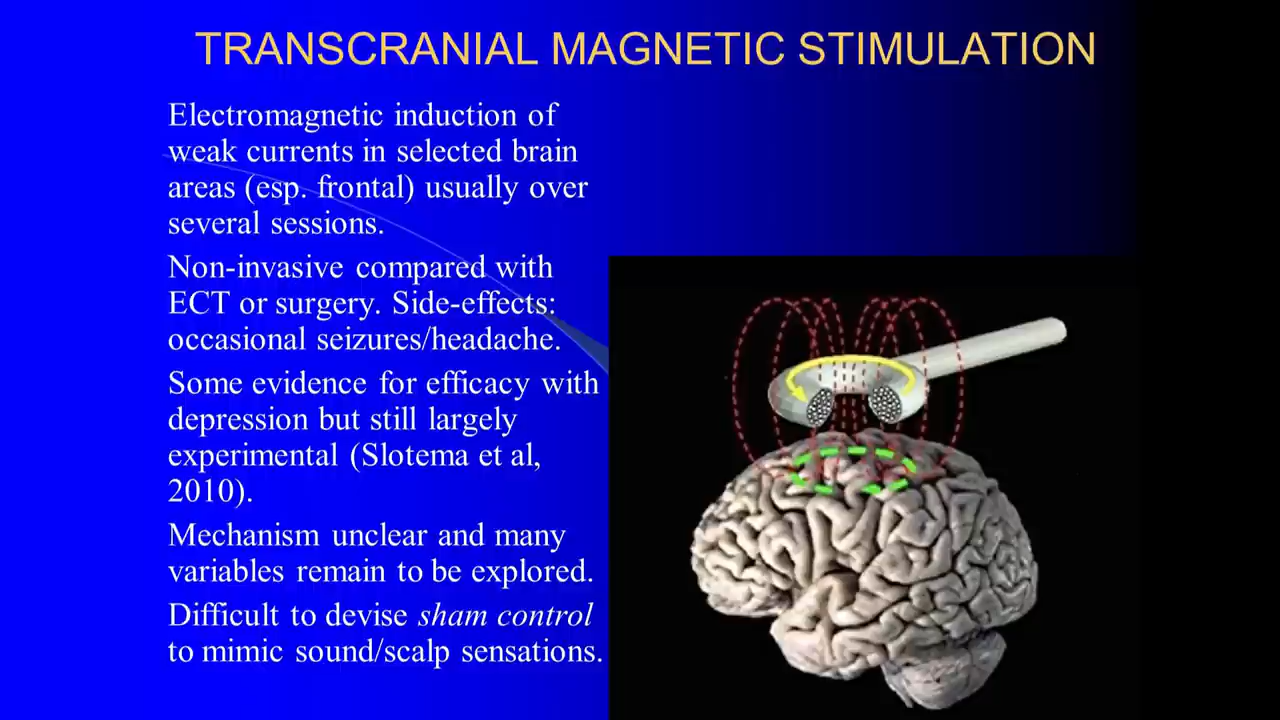 TRANSCRANIAL MAGNETIC STIMULATION
Electromagnetic induction of
weak currents in selected brain
areas (esp. frontal) usually over
several sessions.
Non-invasive compared with
ECT or surgery. Side-effects:
occasional seizures/headache.
Some evidence for efficacy with
depression but still largely
experimental (Slotema et al,
2010).
Mechanism unclear and many
variables remain to be explored.
Difficult to devise sham control
to mimic sound/scalp sensations.